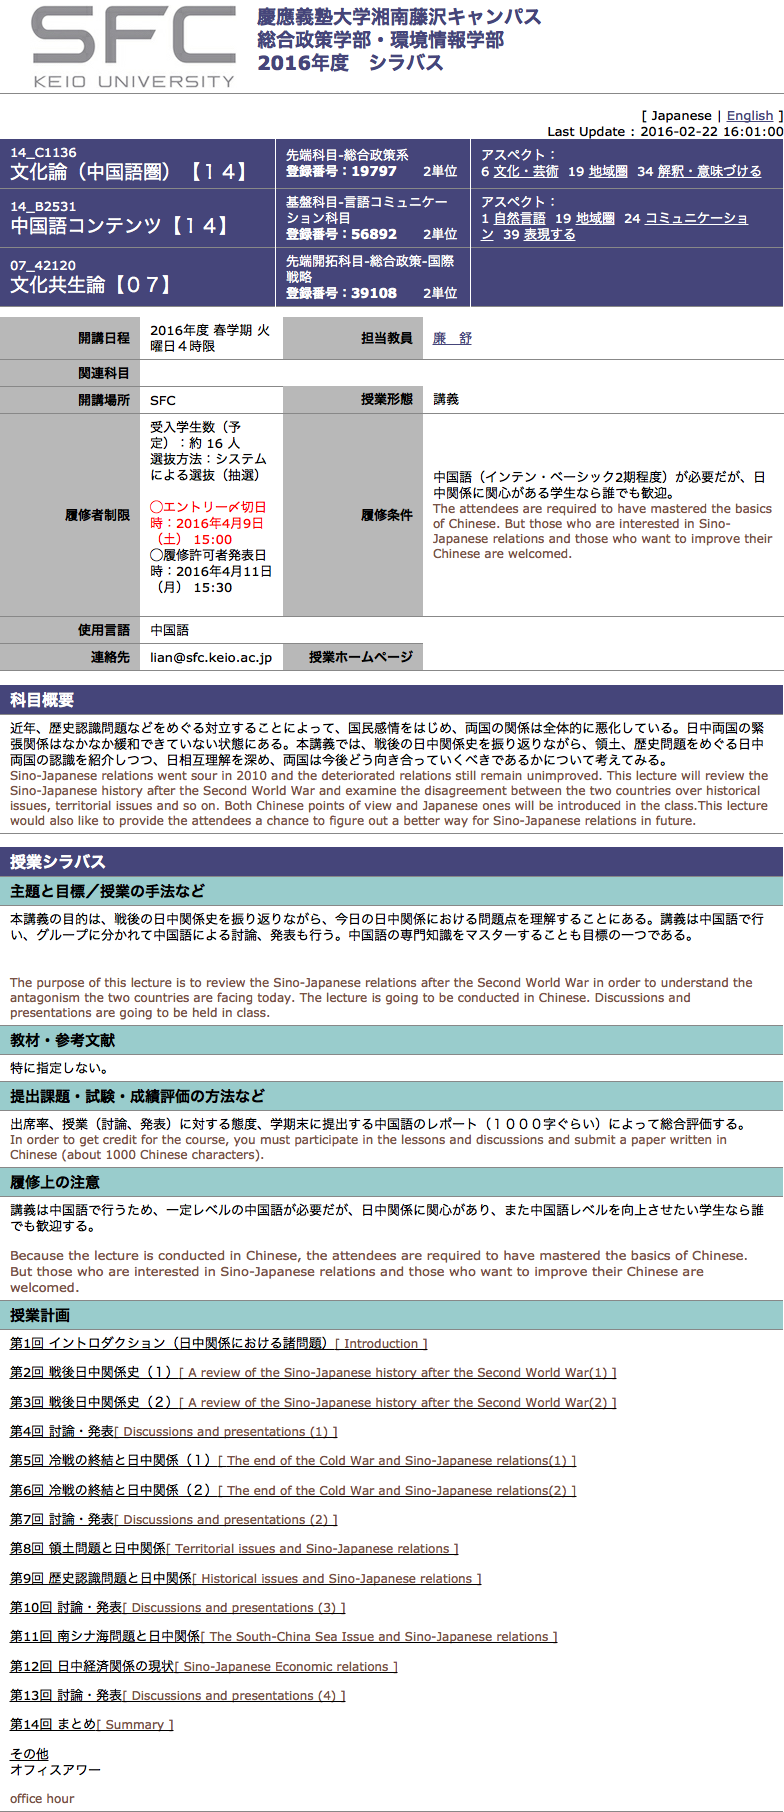 SFC
KEIO UNIVERSITY
慶應義塾大学湘南藤沢キャンパス
総合政策学部・環境情報学部
2016年度　シラバス
[ Japanese | English ]
Last Update : 2016-02-22 16:01:00
14_C1136
文化論（中国語圏）【１４】
先端科目-総合政策系
登録番号：19797 2単位
アスペクト：
6 文化・芸術 19 地域圏 34 解釈・意味づける
14_B2531
中国語コンテンツ【１４】
基盤科目-言語コミュニケー
ション科目
登録番号：56892 2単位
アスペクト：
1 自然言語 19 地域圏 24 コミュニケーショ
ン 39 表現する
07_42120
文化共生論【０７】
先端開拓科目-総合政策-国際
戦略
登録番号：39108 2単位
開講日程
2016年度 春学期 火
曜日４時限
担当教員
廉　舒
関連科目
開講場所
SFC
授業形態
講義
履修者制限
受入学生数（予
定）：約 16 人
選抜方法：システム
による選抜（抽選）
◯エントリー〆切日
時：2016年4月9日
（土） 15:00
◯履修許可者発表日
時：2016年4月11日
（月） 15:30
履修条件
中国語（インテン・ベーシック2期程度）が必要だが、日
中関係に関心がある学生なら誰でも歓迎。
The attendees are required to have mastered the basics
of Chinese. But those who are interested in Sino-
Japanese relations and those who want to improve their
Chinese are welcomed.
使用言語
中国語
連絡先
lian@sfc.keio.ac.jp
授業ホームページ
科目概要
近年、歴史認識問題などをめぐる対立することによって、国民感情をはじめ、両国の関係は全体的に悪化している。日中両国の緊
張関係はなかなか緩和できていない状態にある。本講義では、戦後の日中関係史を振り返りながら、領土、歴史問題をめぐる日中
両国の認識を紹介しつつ、日相互理解を深め、両国は今後どう向き合っていくべきであるかについて考えてみる。
Sino-Japanese relations went sour in 2010 and the deteriorated relations still remain unimproved. This lecture will review the
Sino-Japanese history after the Second World War and examine the disagreement between the two countries over historical
issues, territorial issues and so on. Both Chinese points of view and Japanese ones will be introduced in the class.This lecture
would also like to provide the attendees a chance to figure out a better way for Sino-Japanese relations in future.
授業シラバス
主題と目標／授業の手法など
本講義の目的は、戦後の日中関係史を振り返りながら、今日の日中関係における問題点を理解することにある。講義は中国語で行
い、グループに分かれて中国語による討論、発表も行う。中国語の専門知識をマスターすることも目標の一つである。
The purpose of this lecture is to review the Sino-Japanese relations after the Second World War in order to understand the
antagonism the two countries are facing today. The lecture is going to be conducted in Chinese. Discussions and
presentations are going to be held in class.
教材・参考文献
特に指定しない。
提出課題・試験・成績評価の方法など
出席率、授業（討論、発表）に対する態度、学期末に提出する中国語のレポート（１０００字ぐらい）によって総合評価する。
In order to get credit for the course, you must participate in the lessons and discussions and submit a paper written in
Chinese (about 1000 Chinese characters).
履修上の注意
講義は中国語で行うため、一定レベルの中国語が必要だが、日中関係に関心があり、また中国語レベルを向上させたい学生なら誰
でも歓迎する。
Because the lecture is conducted in Chinese, the attendees are required to have mastered the basics of Chinese.
But those who are interested in Sino-Japanese relations and those who want to improve their Chinese are
welcomed.
授業計画
第1回 イントロダクション（日中関係における諸問題）[ Introduction ]
第2回 戦後日中関係史（１）[ A review of the Sino-Japanese history after the Second World War(1) ]
第3回 戦後日中関係史（２）[ A review of the Sino-Japanese history after the Second World War(2) ]
第4回 討論・発表[ Discussions and presentations (1) ]
第5回 冷戦の終結と日中関係（１）[ The end of the Cold War and Sino-Japanese relations(1) ]
第6回 冷戦の終結と日中関係（２）[ The end of the Cold War and Sino-Japanese relations(2) ]
第7回 討論・発表[ Discussions and presentations (2) ]
第8回 領土問題と日中関係[ Territorial issues and Sino-Japanese relations ]
第9回 歴史認識問題と日中関係[ Historical issues and Sino-Japanese relations ]
第10回 討論・発表[ Discussions and presentations (3) ]
第11回 南シナ海問題と日中関係[ The South-China Sea Issue and Sino-Japanese relations ]
第12回 日中経済関係の現状[ Sino-Japanese Economic relations ]
第13回 討論・発表[ Discussions and presentations (4) ]
第14回 まとめ[ Summary ]
その他
オフィスアワー
office hour